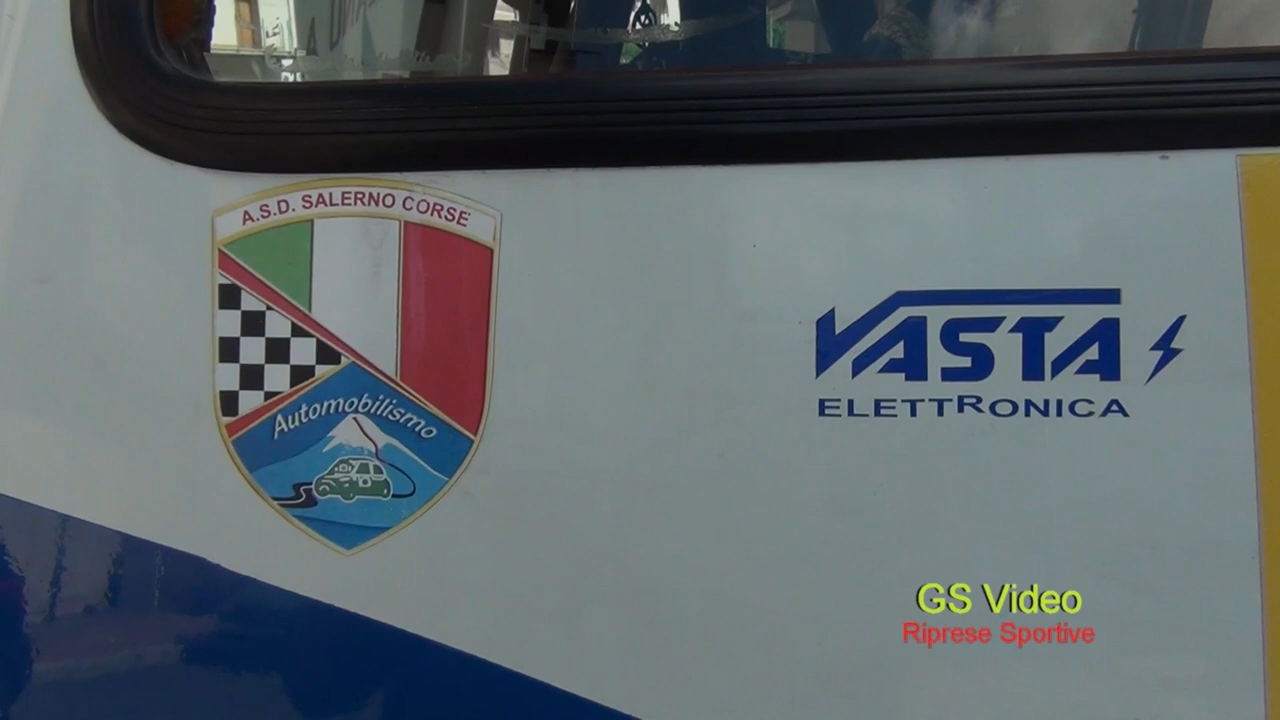 A.S.D. SALERNO CORSE
Automobilismo
VASTA
ELETTRONICA
GS Video
Riprese Sportive